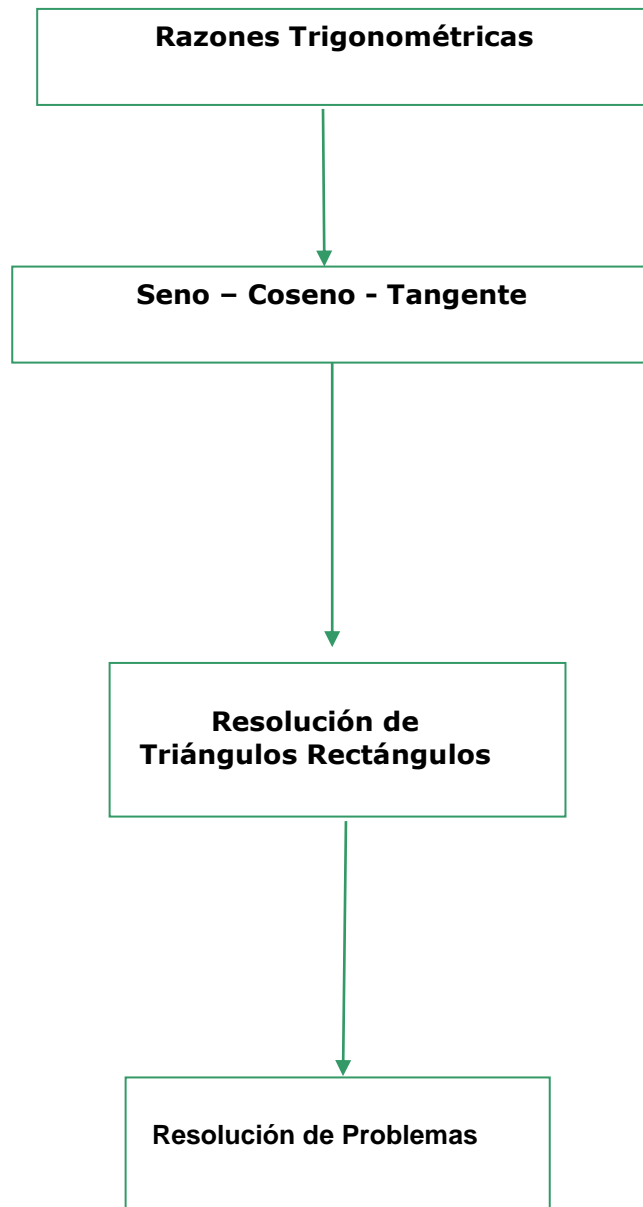 Razones Trigonométricas
Seno – Coseno - Tangente
Resolución de
Triángulos Rectángulos
Resolución de Problemas